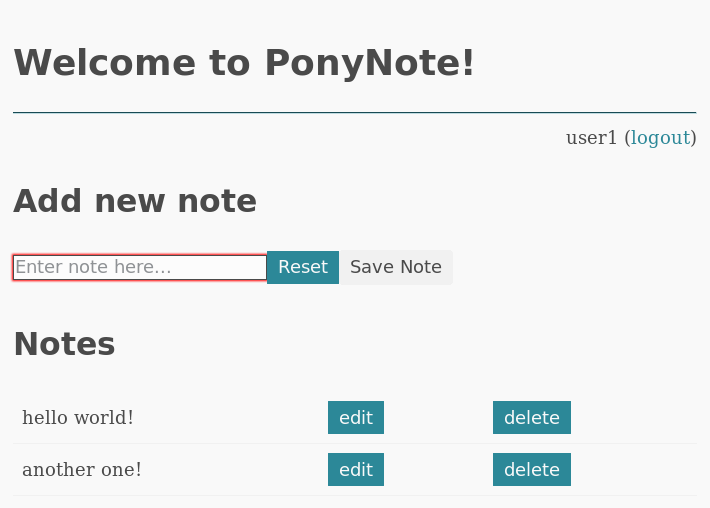 Welcome to PonyNote!
user1 (logout)
Add new note
Enter note here... Reset Save Note
Notes
hello world! edit delete
another one! edit delete